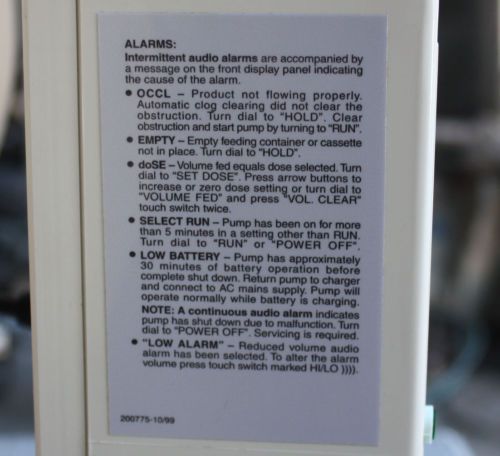 ALARMS:
Intermittent audio alarms are accompanied by
a message on the front display panel indicating
the cause of the alarm.
• OCCL – Product not flowing properly.
Automatic clog clearing did not clear the
obstruction. Turn dial to "HOLD". Clear
obstruction and start pump by turning to "RUN".
• EMPTY – Empty feeding container or cassette
not in place. Turn dial to "HOLD".
• doSE – Volume fed equals dose selected. Turn
dial to "SET DOSE". Press arrow buttons to
increase or zero dose setting or turn dial to
"VOLUME FED" and press "VOL. CLEAR"
touch switch twice.
• SELECT RUN – Pump has been on for more
than 5 minutes in a setting other than RUN.
Turn dial to "RUN" or "POWER OFF".
• LOW BATTERY – Pump has approximately
30 minutes of battery operation before
complete shut down. Return pump to charger
and connect to AC mains supply. Pump will
operate normally while battery is charging.
NOTE: A continuous audio alarm indicates
pump has shut down due to malfunction. Turn
dial to "POWER OFF". Servicing is required.
• "LOW ALARM" – Reduced volume audio
alarm has been selected. To alter the alarm
volume press touch switch marked HI/LO )))).
200775-10/99